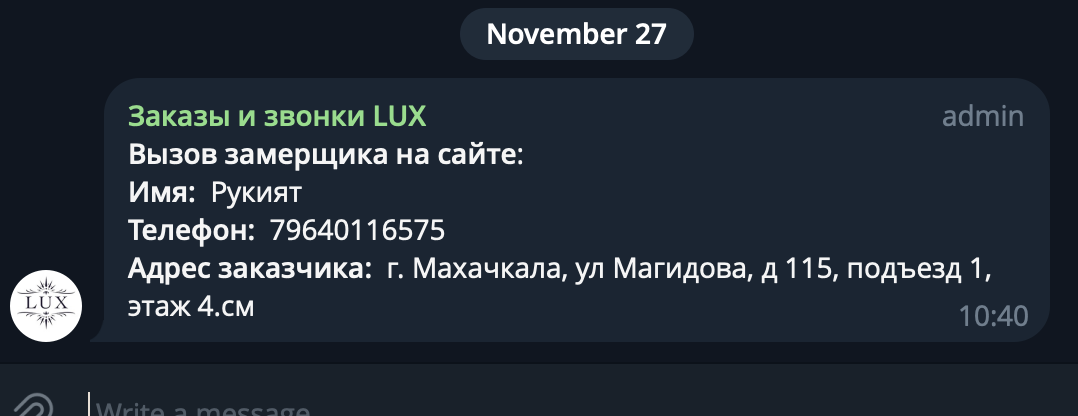 November 27
Заказы и звонки LUX admin
Вызов замерщика на сайте:
Имя: Рукият
Телефон: 79640116575
Адрес заказчика: г. Махачкала, ул Магидова, д 115, подъезд 1,
этаж 4.см
10:40
LUX
Write a message